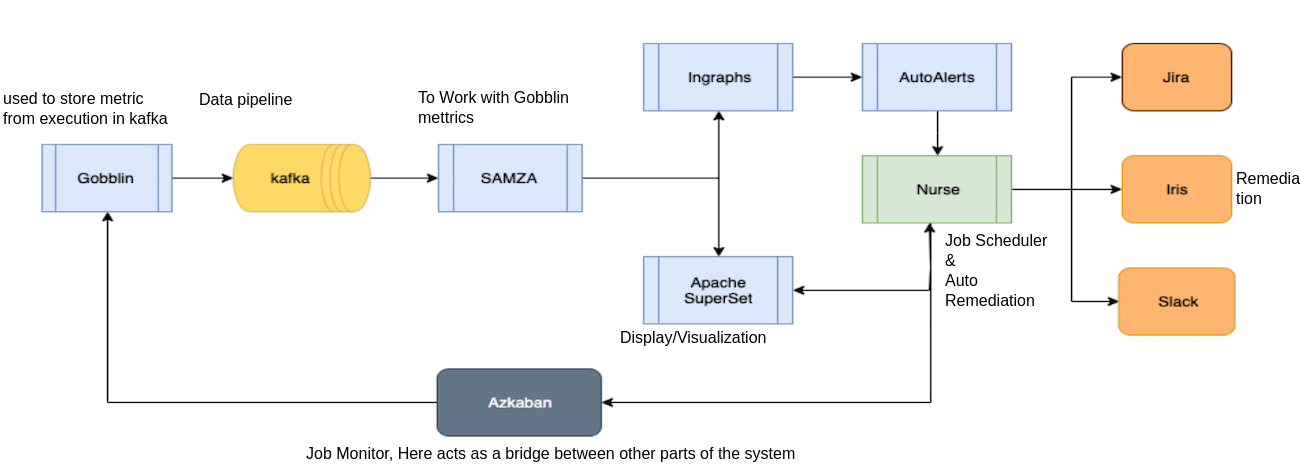 used to store metric
from execution in kafka
Data pipeline
To Work with Gobblin
mettrics
Ingraphs
AutoAlerts
Jira
Gobblin
kafka
SAMZA
Nurse
Iris
Remedia
tion
Job Scheduler
&
Auto
Remediation
Apache
SuperSet
Display/Visualization
Slack
Azkaban
Job Monitor, Here acts as a bridge between other parts of the system